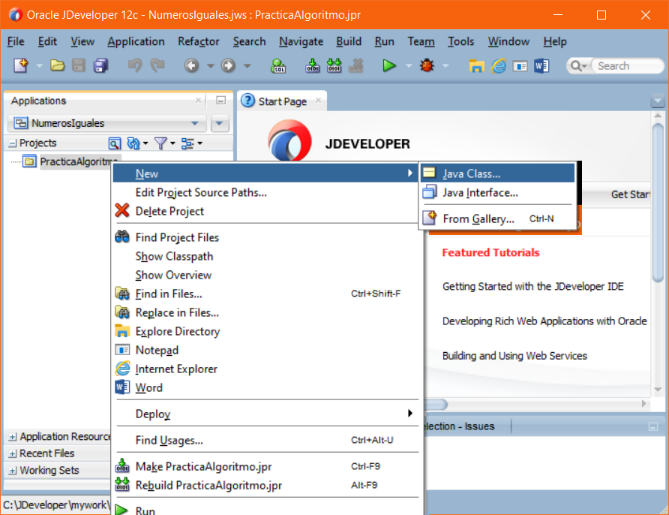 Oracle JDeveloper 12c - NumerosIguales.jws : PracticaAlgoritmo.jpr
File Edit View Application Refactor Search Navigate Build Run Team Tools Window Help
Search
Applications
Start Page
NumerosIguales
Projects
JDEVELOPER
PracticaAlgoritmo
New
Java Class...
Edit Project Source Paths...
Java Interface...
Get Star
Delete Project
From Gallery... Ctrl-N
Find Project Files
Featured Tutorials
Show Classpath
Show Overview
Getting Started with the JDeveloper IDE
Find in Files... Ctrl+Shift-F
Replace in Files...
Developing Rich Web Applications with Oracle
Explore Directory
Notepad
Building and Using Web Services
Internet Explorer
Word
Deploy
election - Issues
Application Resource
Find Usages... Ctrl+Alt-U
Recent Files
Make PracticaAlgoritmo.jpr Ctrl-F9
Working Sets
Rebuild PracticaAlgoritmo.jpr Alt-F9
C:\JDeveloper\mywork\
Run